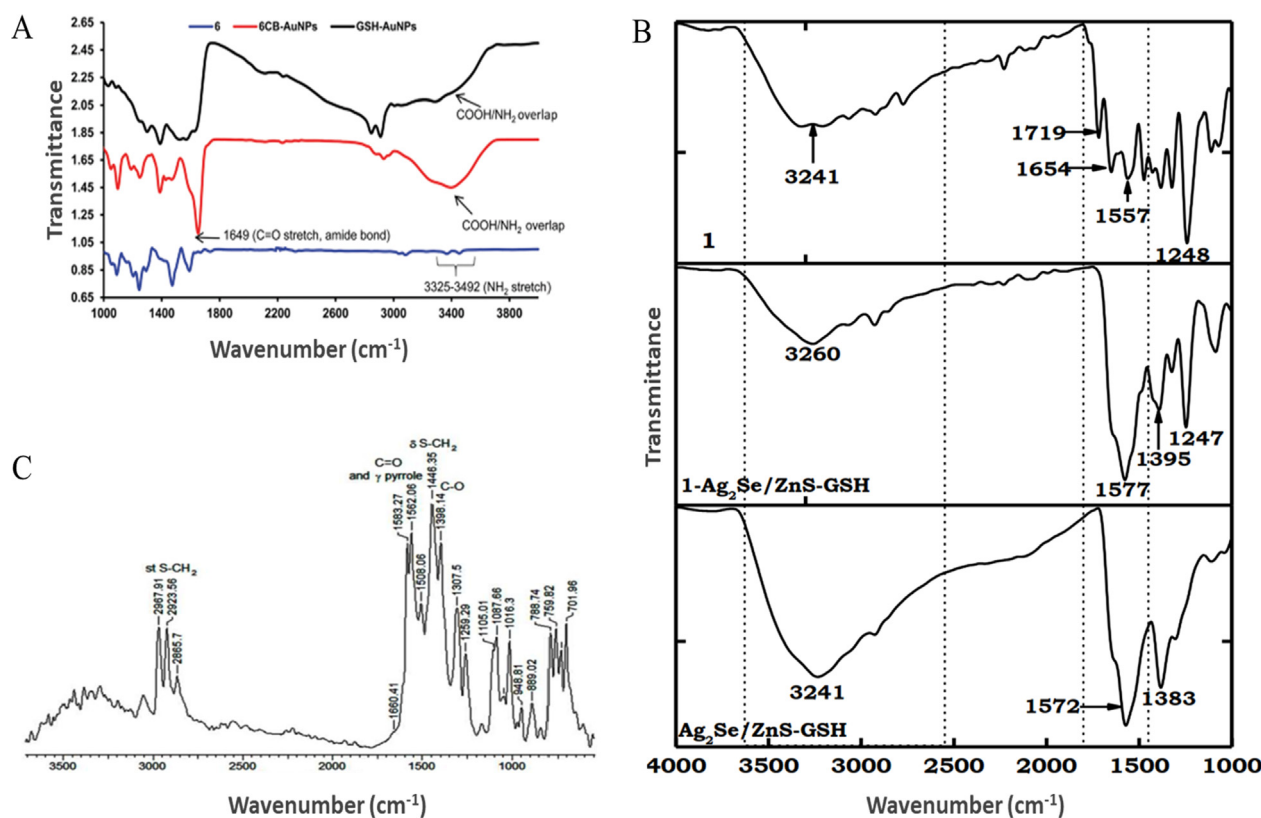 A
6 6CB-AuNPs GSH-AuNPs
2.65
2.45
2.25
2.05
1.85
1.65
1.45
1.25
1.05
0.85
0.65
Transmittance
COOH/NH2 overlap
COOH/NH2 overlap
1649 (C=O stretch, amide bond)
3325-3492 (NH2 stretch)
1000 1400 1800 2200 2600 3000 3400 3800
Wavenumber (cm-1)
B
Transmittance
3241
1719
1654
1557
1248
1
3260
1577
1395
1247
1-Ag2Se/ZnS-GSH
3241
1572
1383
Ag2Se/ZnS-GSH
4000 3500 3000 2500 2000 1500 1000
Wavenumber (cm-1)
C
st S-CH2
2967.91
2923.56
2865.7
C=O
and γ pyrrole
δ S-CH2
C-O
1660.41
1583.27
1562.06
1508.06
1446.35
1398.14
1307.5
1259.29
1105.01
1087.66
1016.3
948.81
889.02
788.74
759.82
701.96
3500 3000 2500 2000 1500 1000
Wavenumber (cm-1)